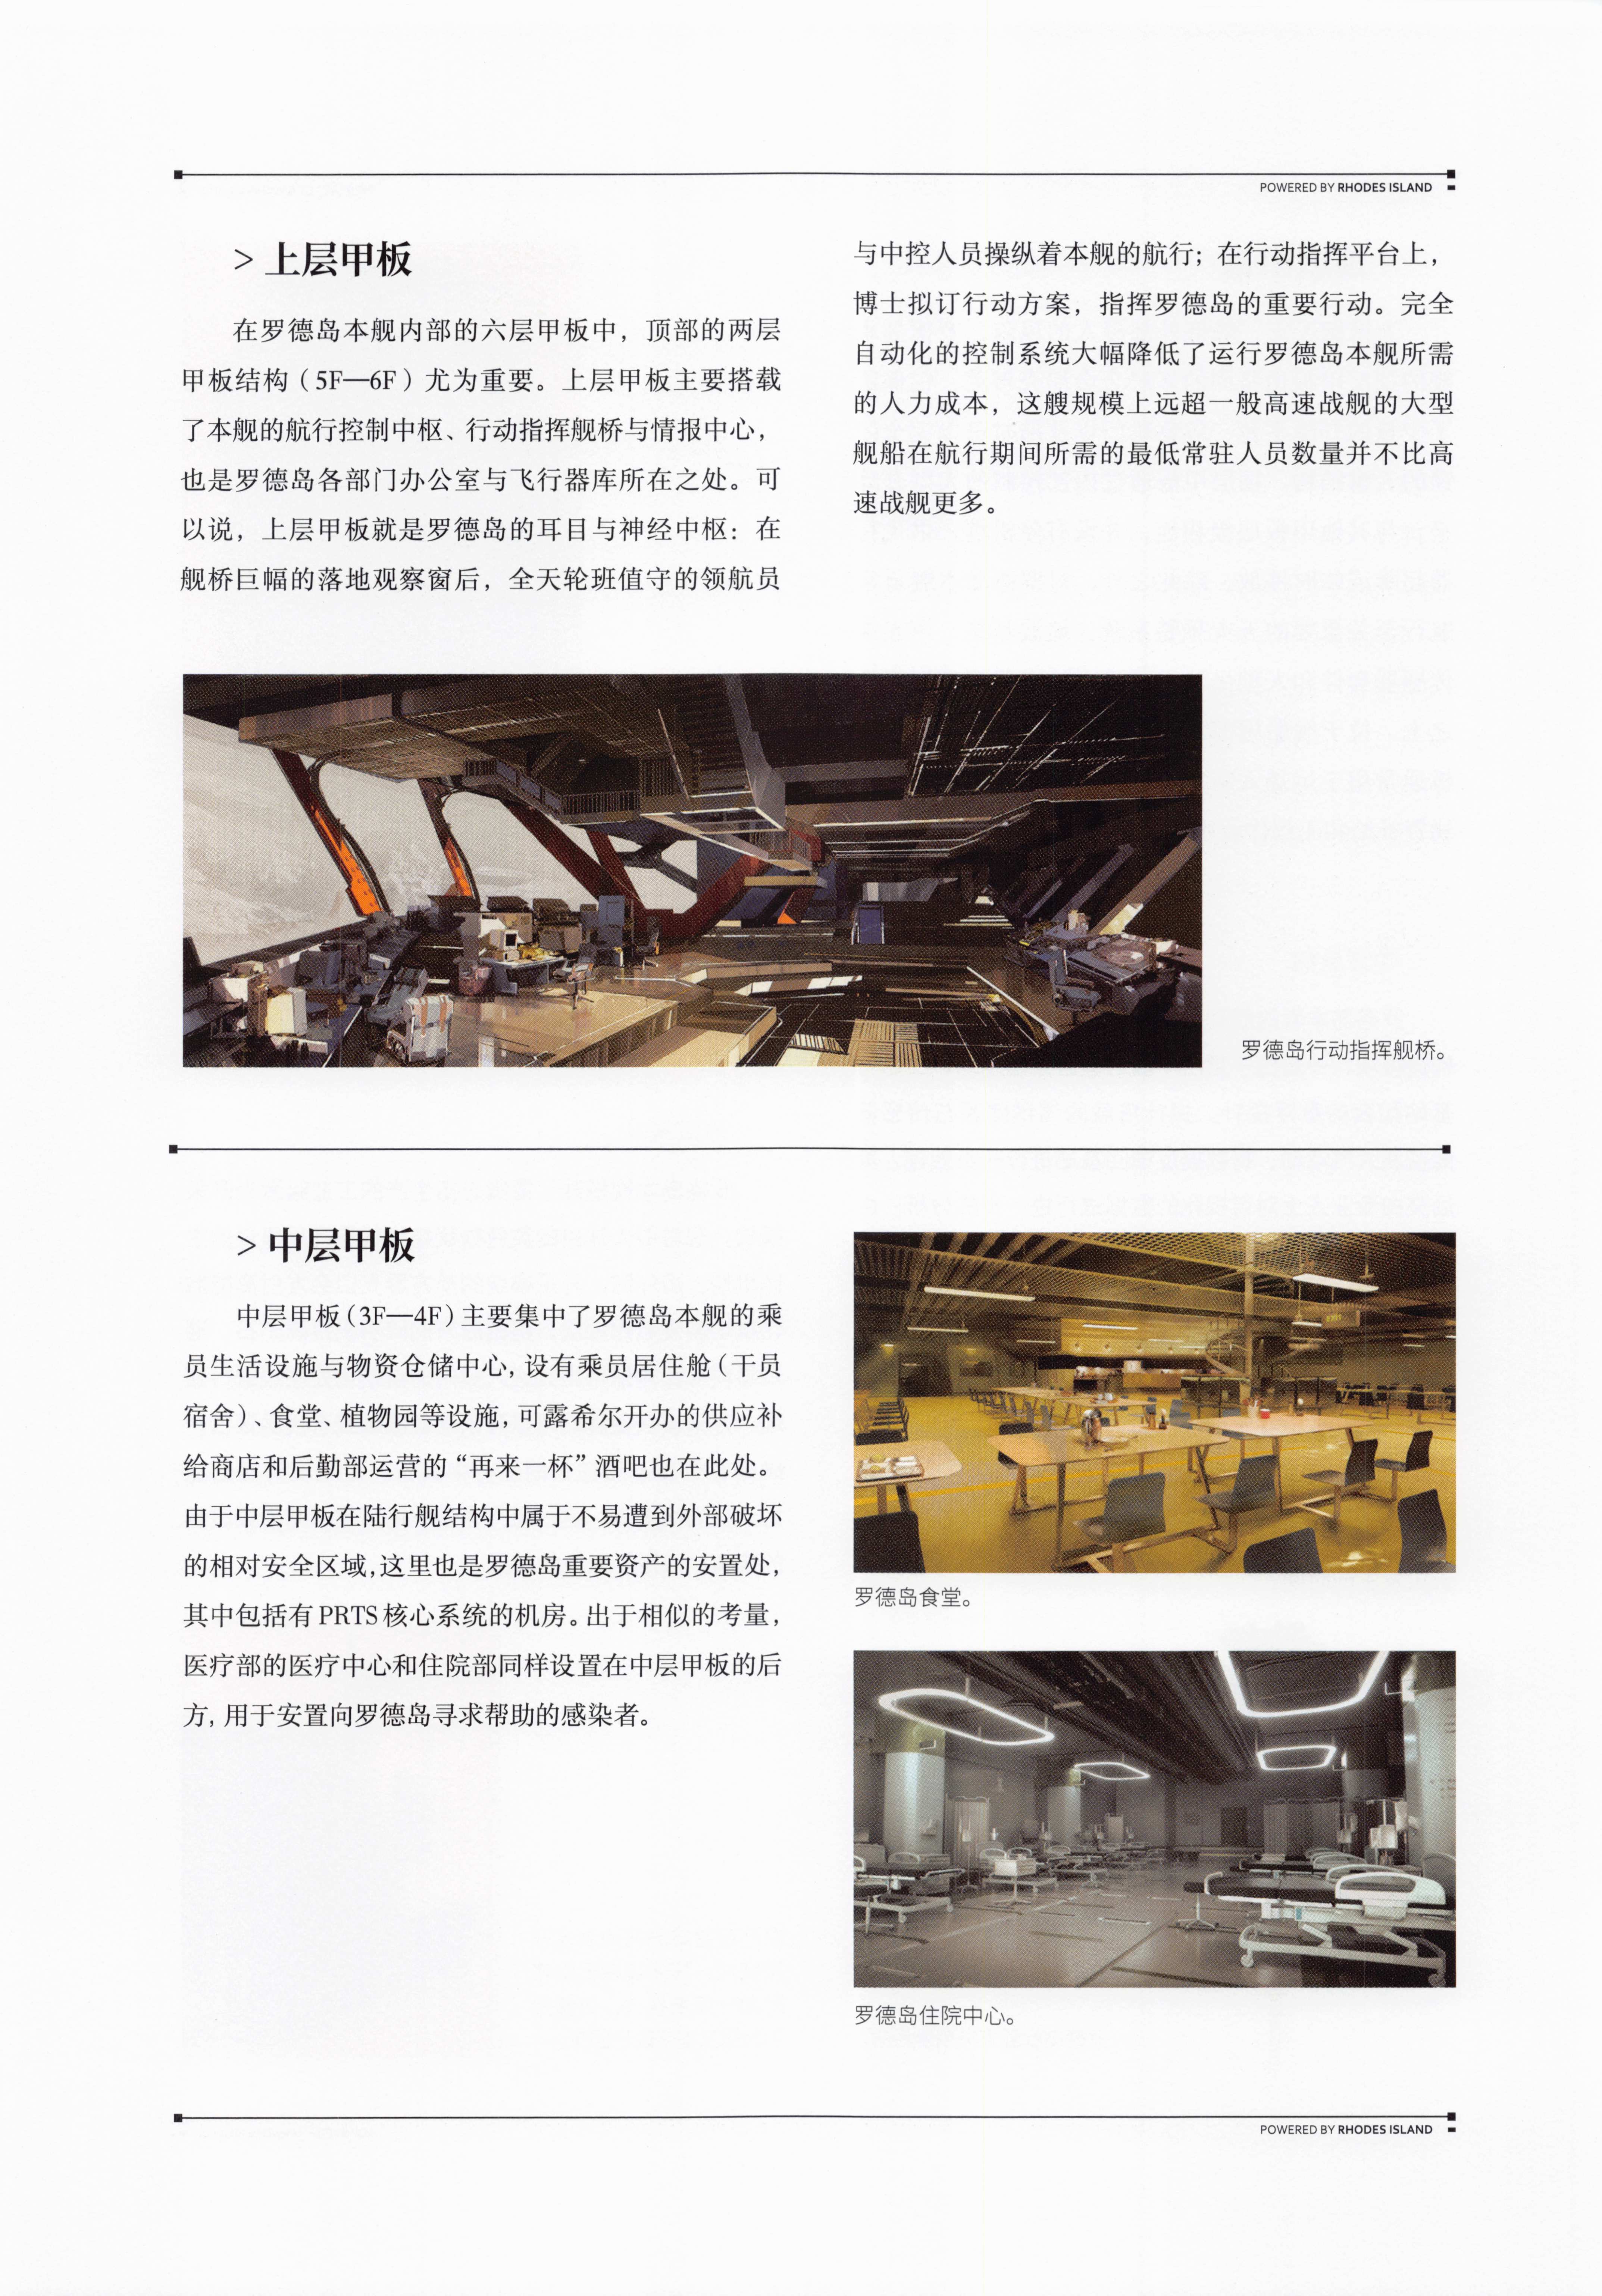 POWERED BY RHODES ISLAND
> 上层甲板
在罗德岛本舰内部的六层甲板中，顶部的两层
甲板结构（5F—6F）尤为重要。上层甲板主要搭载
了本舰的航行控制中枢、行动指挥舰桥与情报中心，
也是罗德岛各部门办公室与飞行器库所在之处。可
以说，上层甲板就是罗德岛的耳目与神经中枢：在
舰桥巨幅的落地观察窗后，全天轮班值守的领航员
与中控人员操纵着本舰的航行；在行动指挥平台上，
博士拟订行动方案，指挥罗德岛的重要行动。完全
自动化的控制系统大幅降低了运行罗德岛本舰所需
的人力成本，这艘规模上远超一般高速战舰的大型
舰船在航行期间所需的最低常驻人员数量并不比高
速战舰更多。
罗德岛行动指挥舰桥。
> 中层甲板
中层甲板（3F—4F）主要集中了罗德岛本舰的乘
员生活设施与物资仓储中心，设有乘员居住舱（干员
宿舍）、食堂、植物园等设施，可露希尔开办的供应补
给商店和后勤部运营的“再来一杯”酒吧也在此处。
由于中层甲板在陆行舰结构中属于不易遭到外部破坏
的相对安全区域，这里也是罗德岛重要资产的安置处，
其中包括有PRTS核心系统的机房。出于相似的考量，
医疗部的医疗中心和住院部同样设置在中层甲板的后
方，用于安置向罗德岛寻求帮助的感染者。
罗德岛食堂。
罗德岛住院中心。
POWERED BY RHODES ISLAND